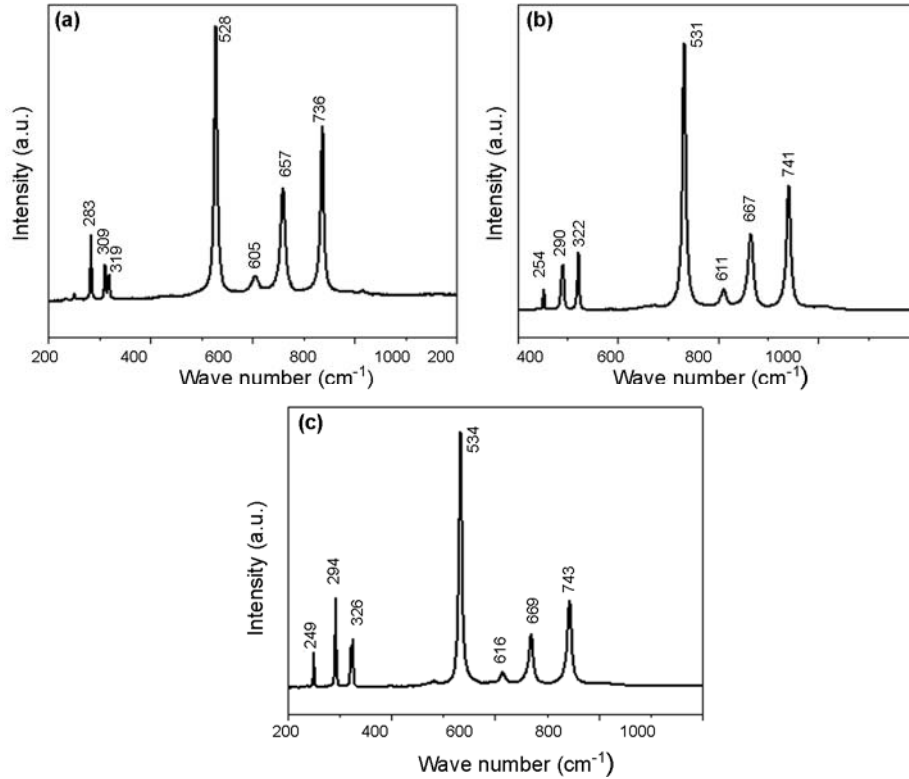 (a)
528
736
657
283
309
319
605
Intensity (a.u.)
200 400 600 800 1000 200
Wave number (cm-1)
(b)
531
741
667
322
290
254
611
Intensity (a.u.)
400 600 800 1000
Wave number (cm-1)
(c)
534
743
669
294
326
249
616
Intensity (a.u.)
200 400 600 800 1000
Wave number (cm-1)